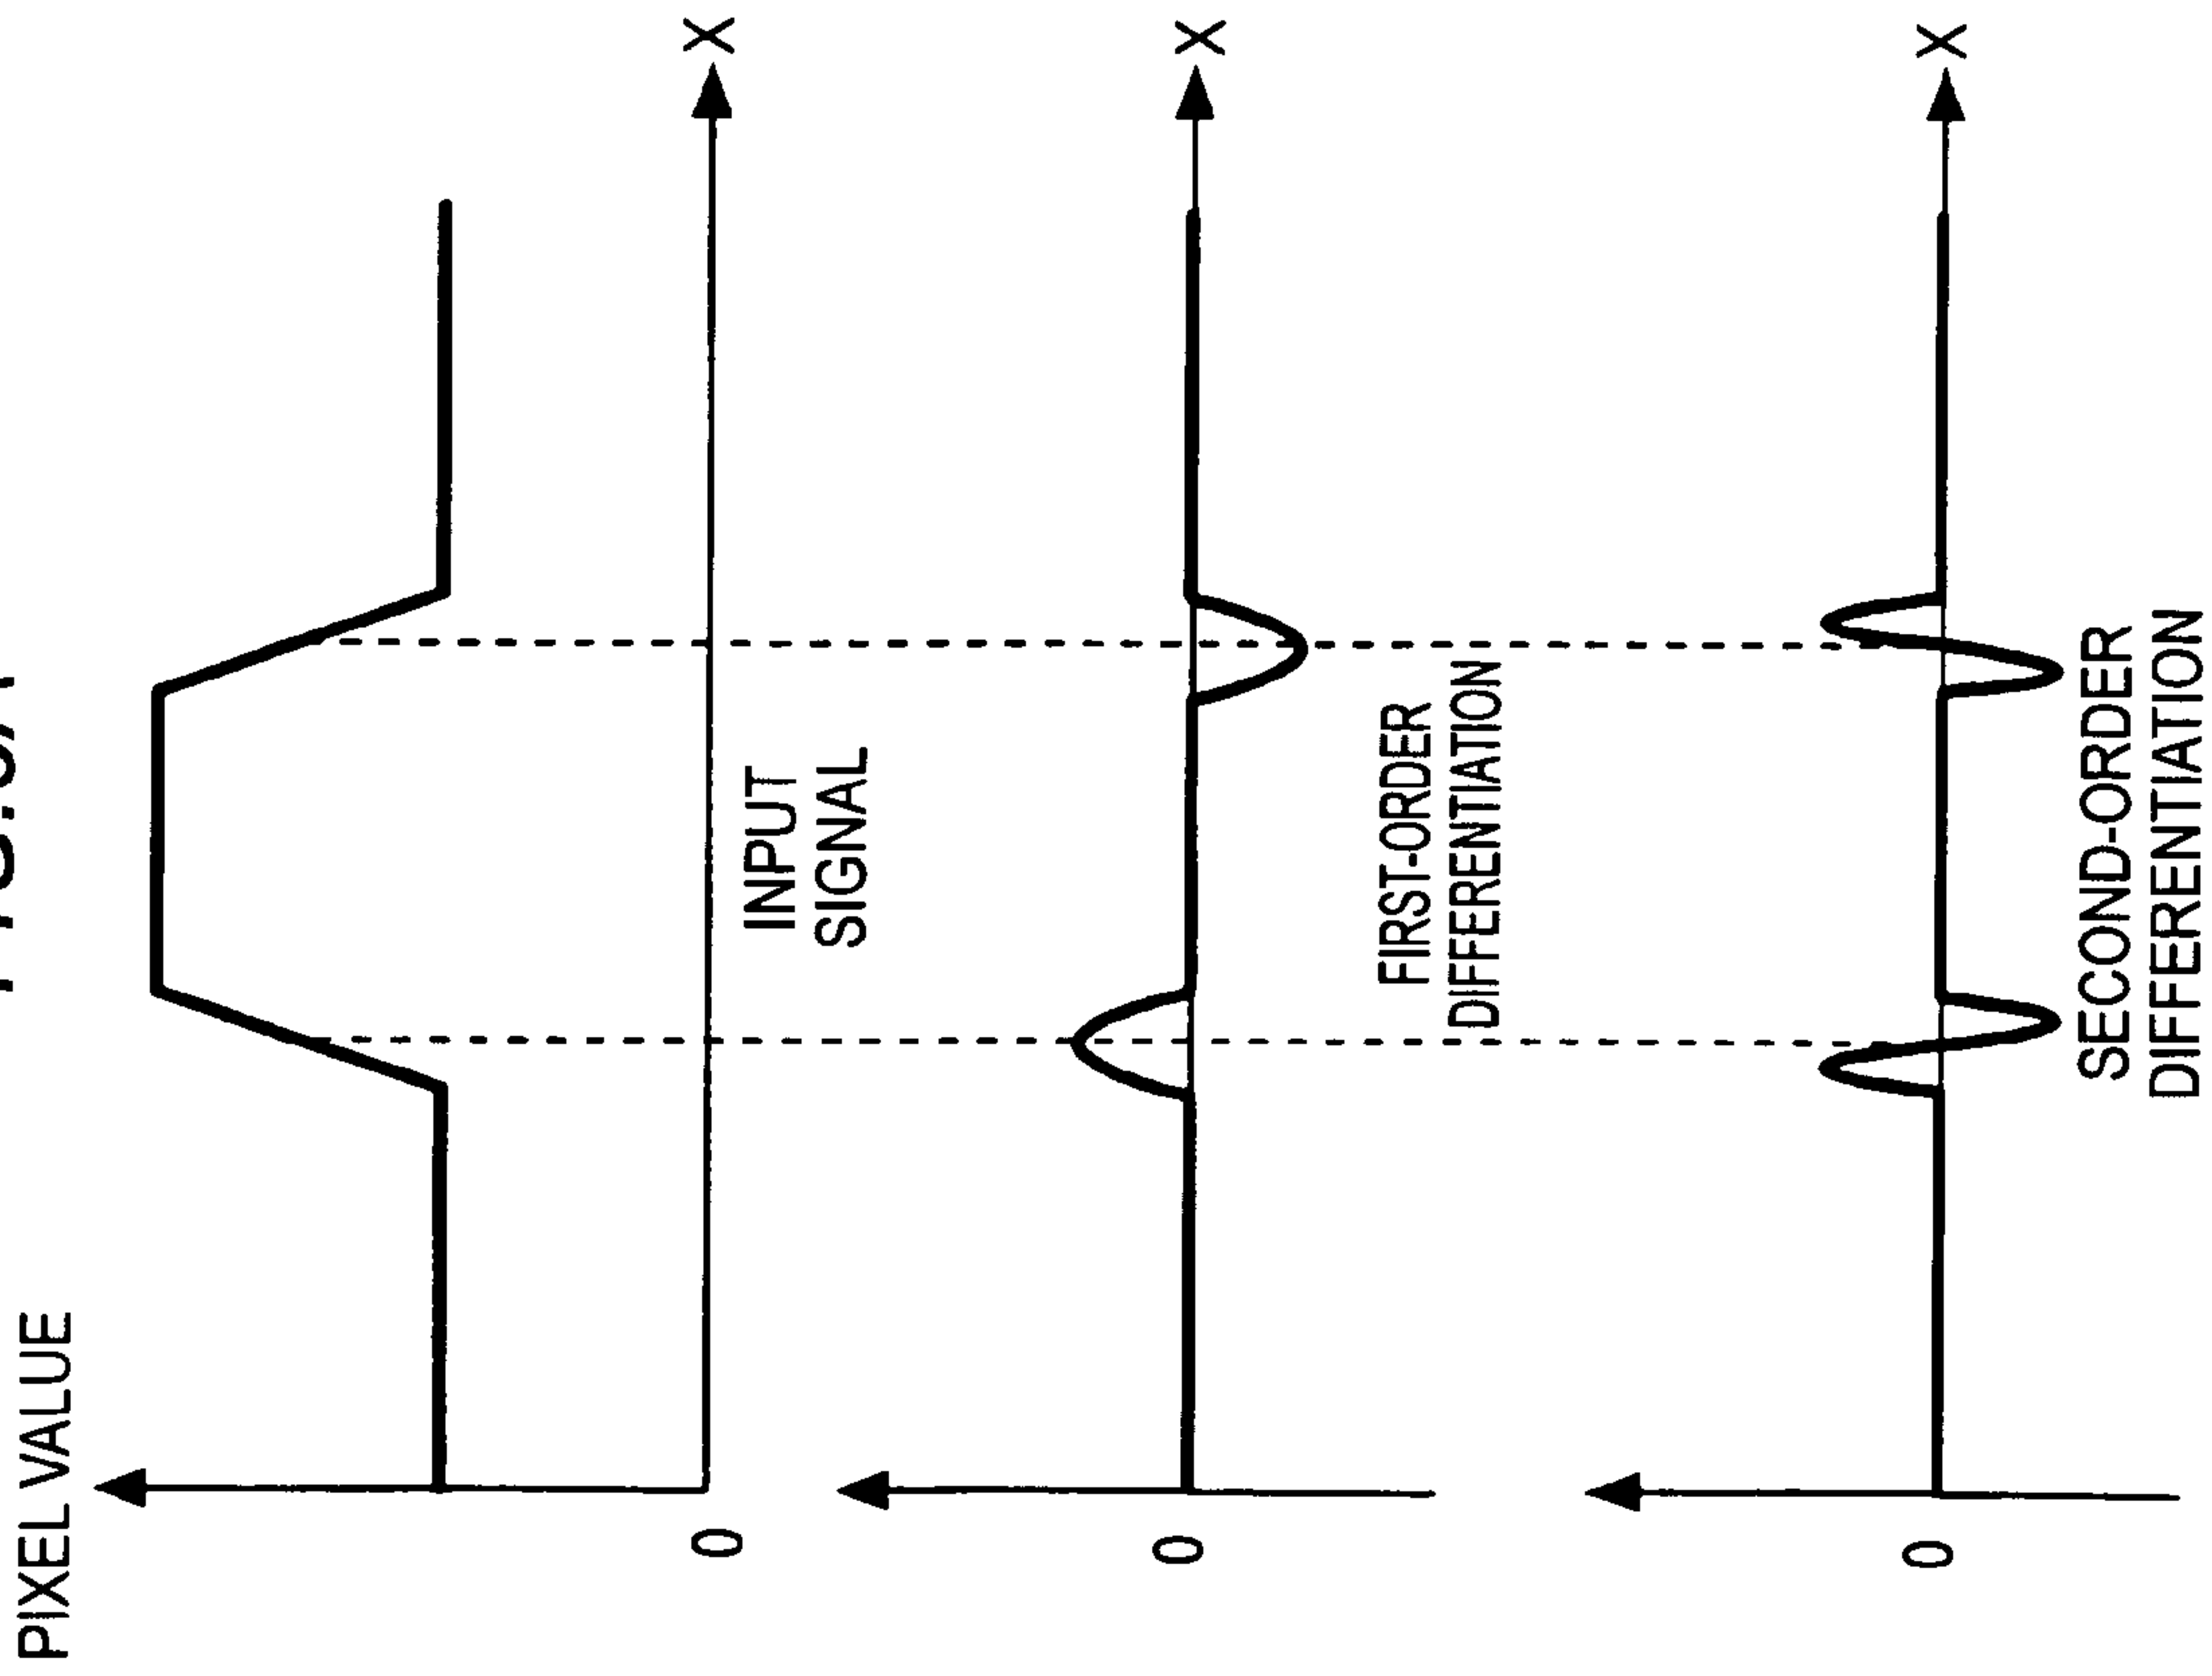 PIXEL VALUE
0
X
INPUT
SIGNAL
0
X
FIRST-ORDER
DIFFERENTIATION
0
X
SECOND-ORDER
DIFFERENTIATION